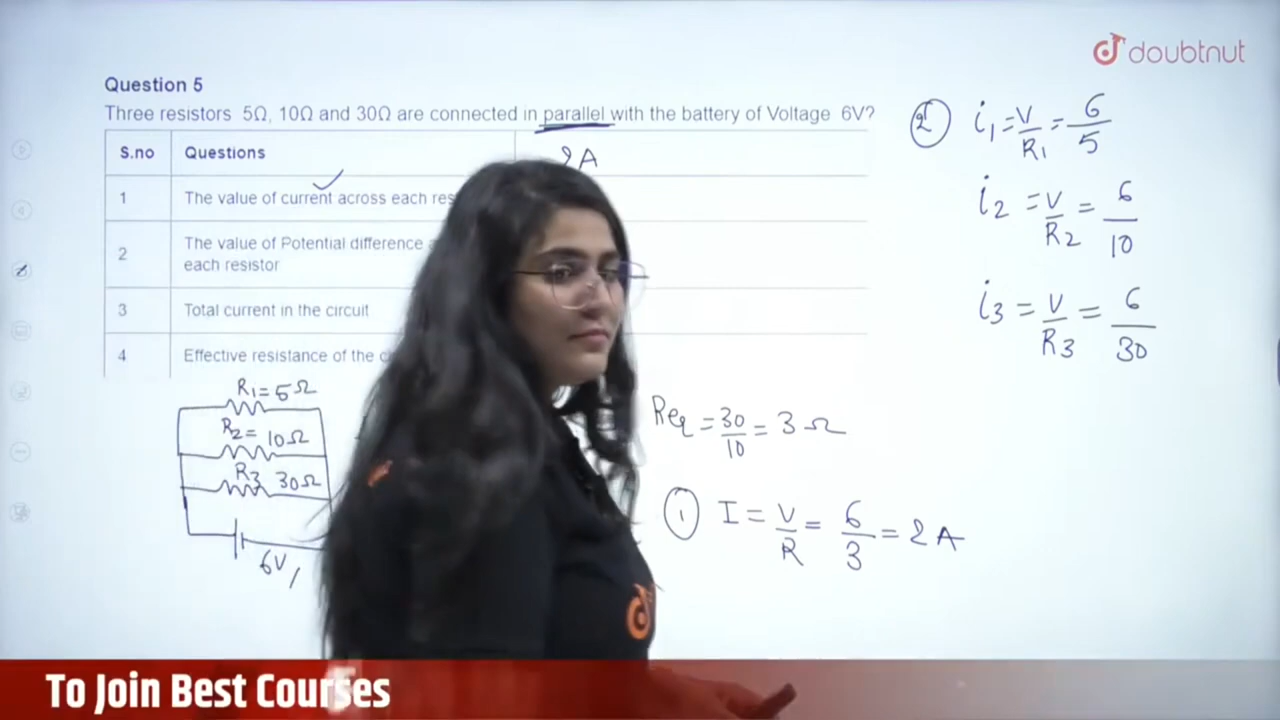 doubtnut
Question 5
Three resistors 5Ω, 10Ω and 30Ω are connected in parallel with the battery of Voltage 6V?
S.no Questions 2A
1 The value of current across each
2 The value of Potential difference
each resistor
3 Total current in the circuit
4 Effective resistance of the
R1=5Ω
R2=10Ω
R3 30Ω
6V
Req=30/10=3Ω
① I=V/R=6/3=2A
② i1=V/R1=6/5
i2=V/R2=6/10
i3=V/R3=6/30
To Join Best Courses